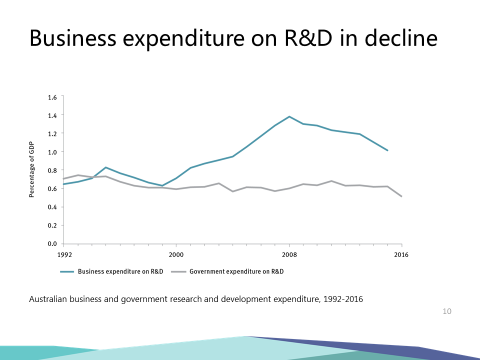 Business expenditure on R&D in decline
1.6
1.4
1.2
1.0
0.8
0.6
0.4
0.2
0.0
Percentage of GDP
1992 2000 2008 2016
Business expenditure on R&D Government expenditure on R&D
Australian business and government research and development expenditure, 1992-2016
10